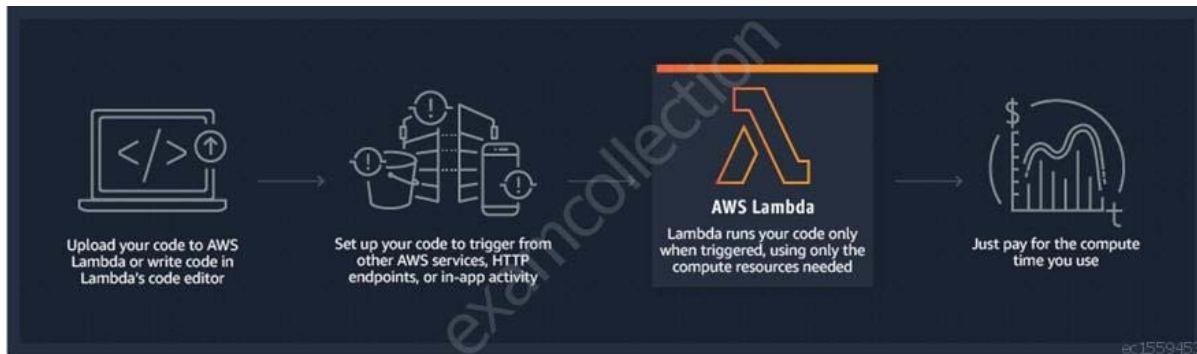 Upload your code to AWS
Lambda or write code in
Lambda's code editor
Set up your code to trigger from
other AWS services, HTTP
endpoints, or in-app activity
AWS Lambda
Lambda runs your code only
when triggered, using only the
compute resources needed
$
t
Just pay for the compute
time you use
</>
examcollection